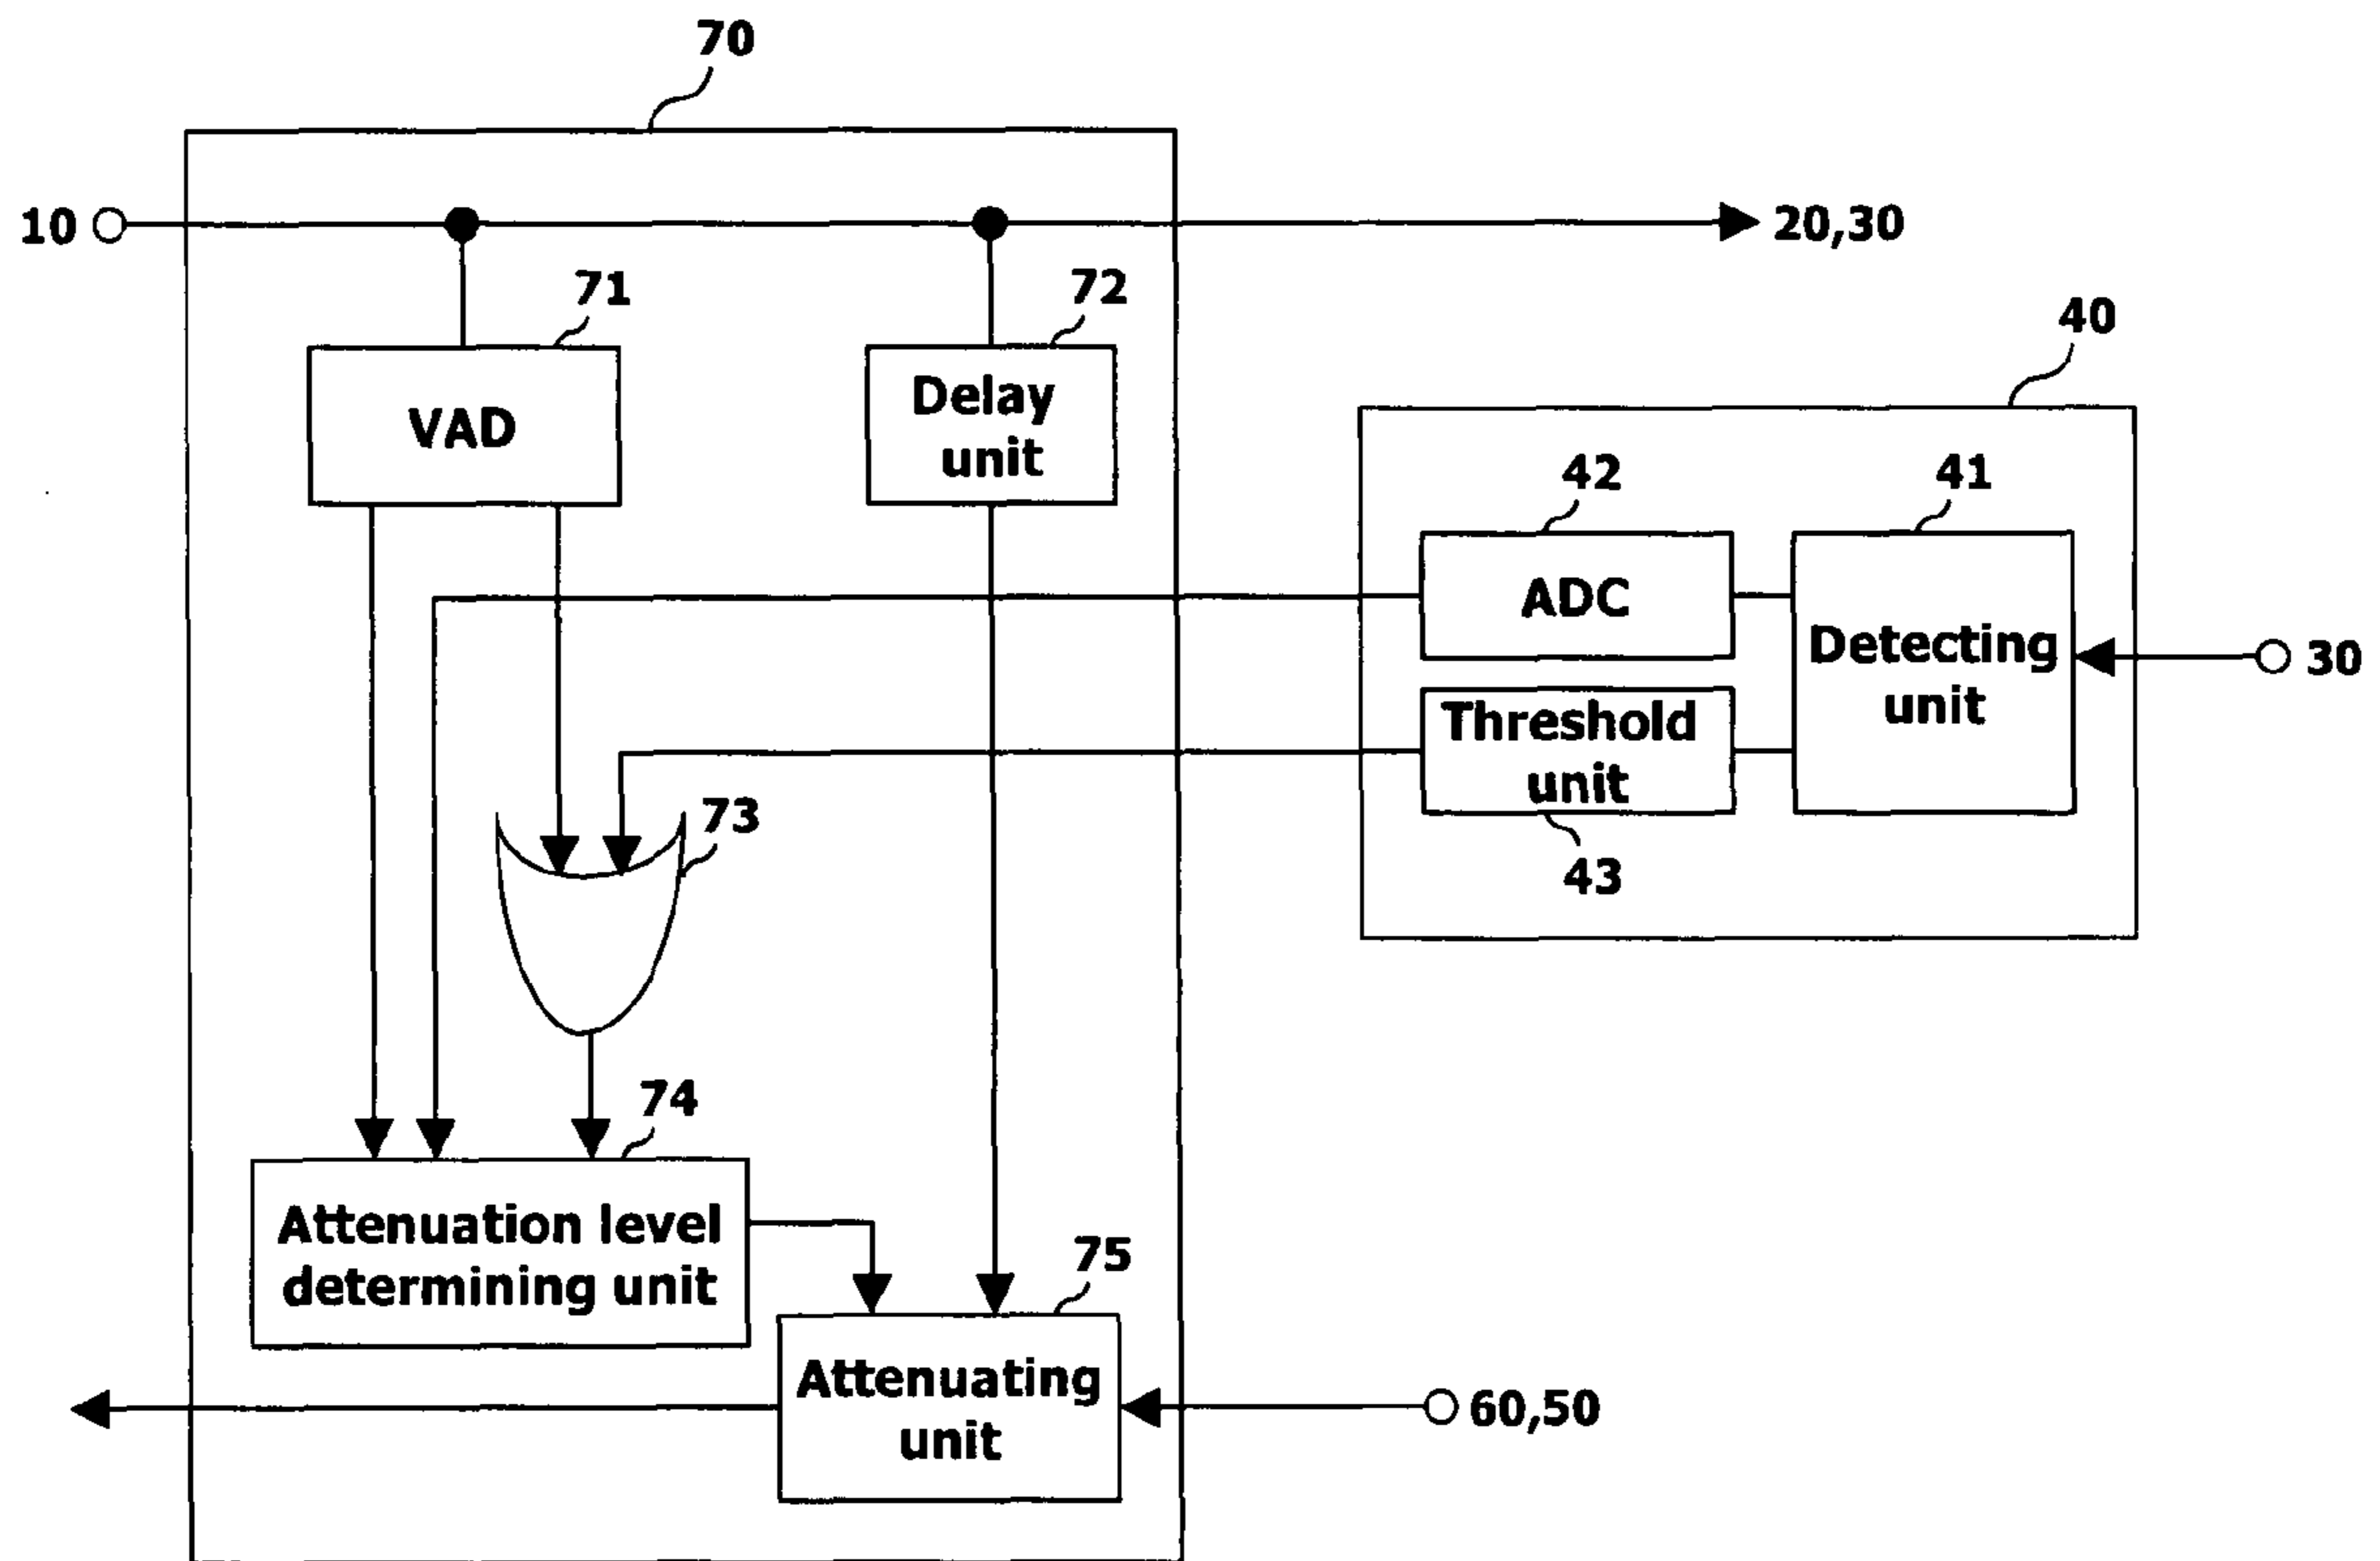 70
10
20,30
71
72
40
VAD
Delay
unit
42
41
ADC
Detecting
unit
30
Threshold
unit
73
43
74
Attenuation level
determining unit
75
Attenuating
unit
60,50